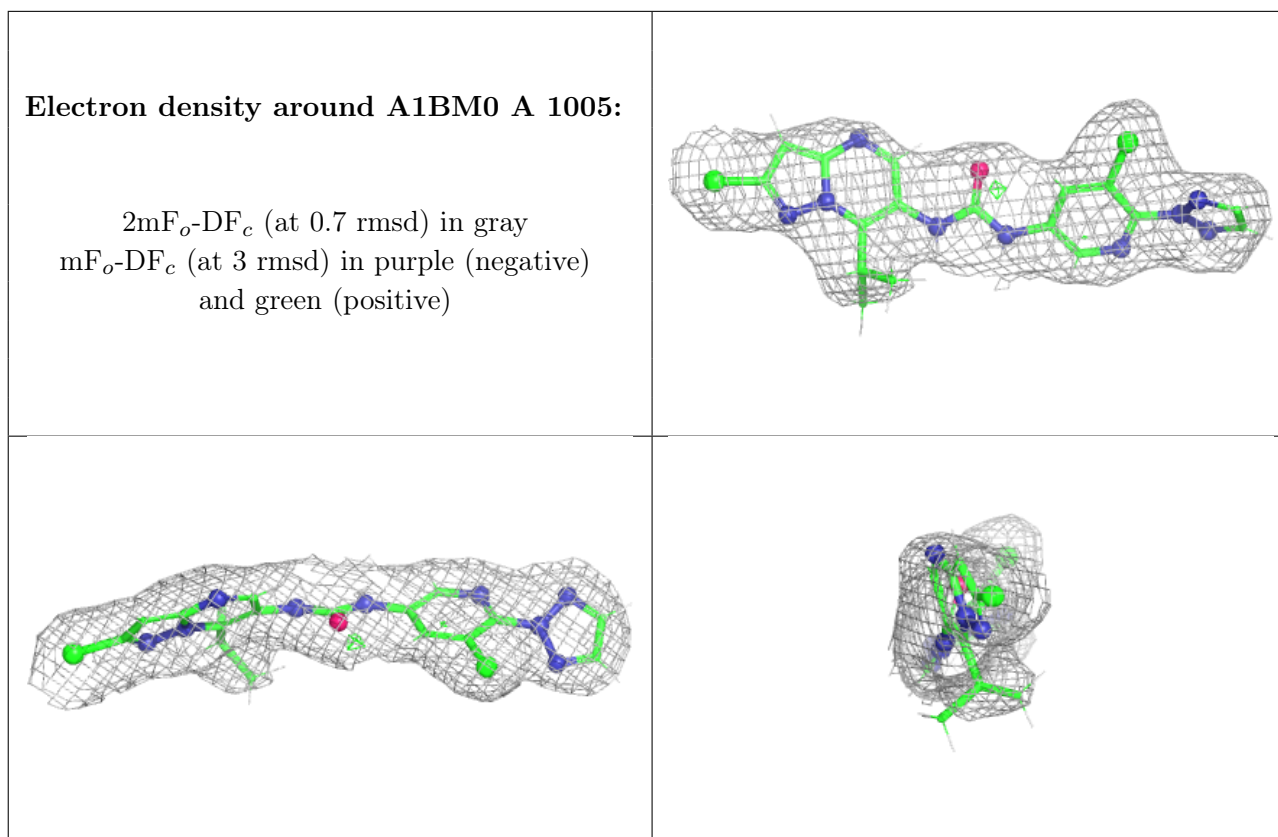 Electron density around A1BM0 A 1005:
2mFo-DFc (at 0.7 rmsd) in gray
mFo-DFc (at 3 rmsd) in purple (negative)
and green (positive)